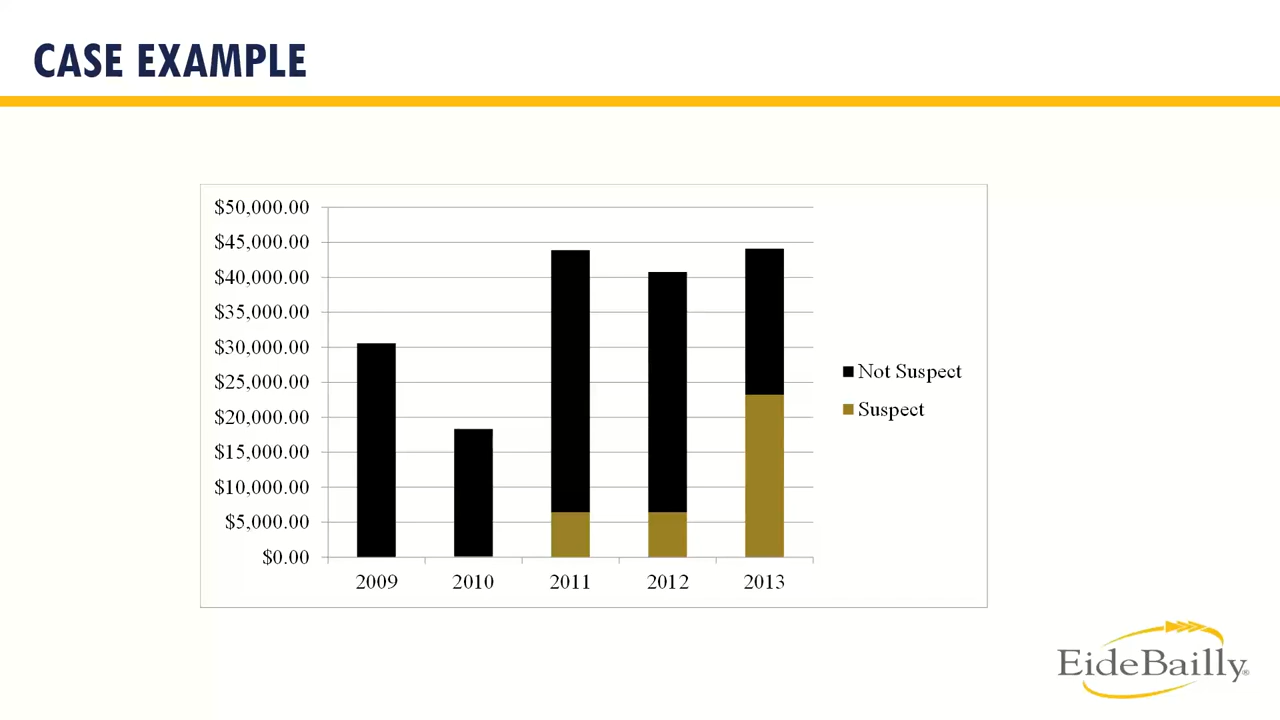 CASE EXAMPLE
$50,000.00
$45,000.00
$40,000.00
$35,000.00
$30,000.00
$25,000.00
$20,000.00
$15,000.00
$10,000.00
$5,000.00
$0.00
2009 2010 2011 2012 2013
Not Suspect
Suspect
EideBailly®